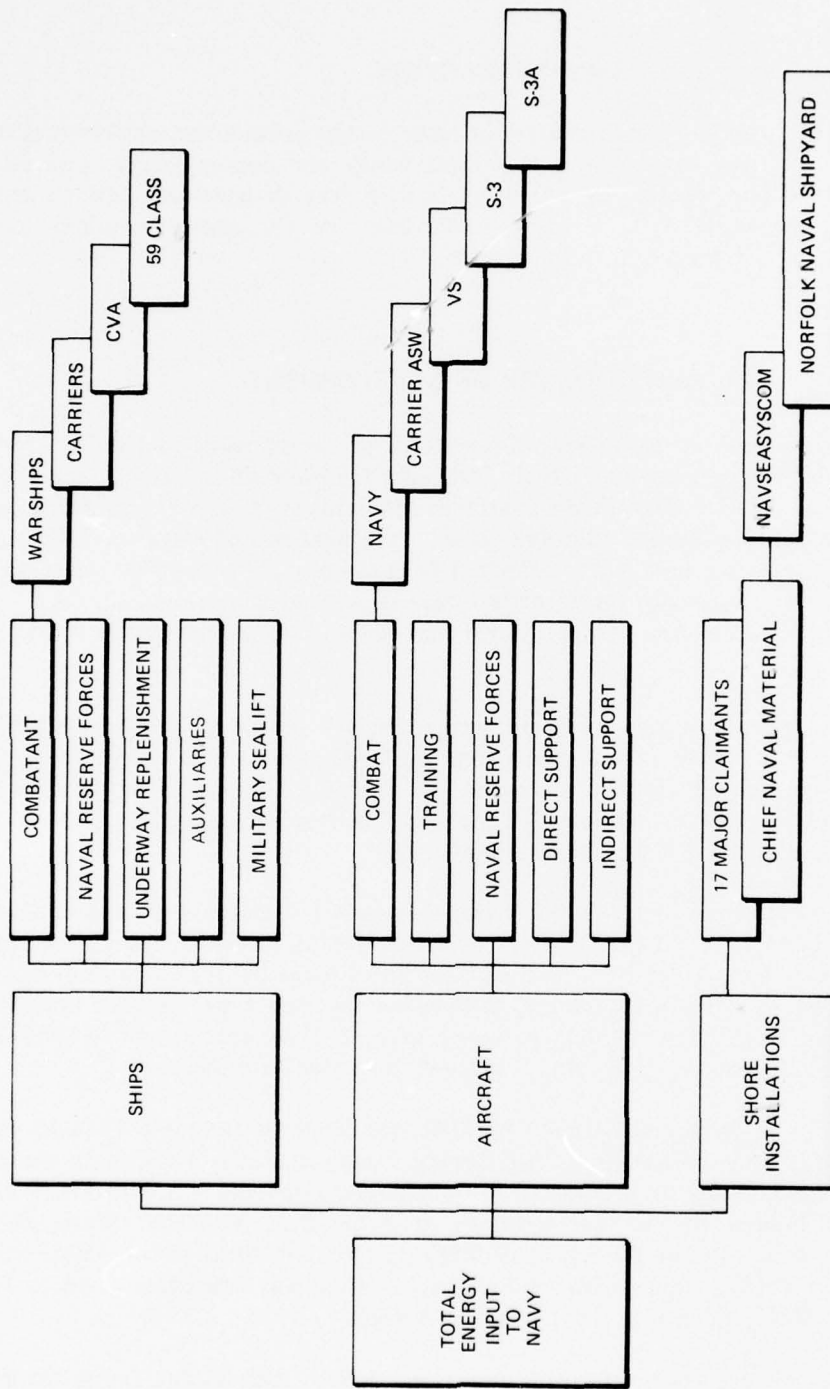 TOTAL
ENERGY
INPUT
TO
NAVY
SHIPS
COMBATANT
NAVAL RESERVE FORCES
UNDERWAY REPLENISHMENT
AUXILIARIES
MILITARY SEALIFT
WAR SHIPS
CARRIERS
CVA
59 CLASS
AIRCRAFT
COMBAT
TRAINING
NAVAL RESERVE FORCES
DIRECT SUPPORT
INDIRECT SUPPORT
NAVY
CARRIER ASW
VS
S-3
S-3A
SHORE
INSTALLATIONS
17 MAJOR CLAIMANTS
CHIEF NAVAL MATERIAL
NAVSEASYSCOM
NORFOLK NAVAL SHIPYARD